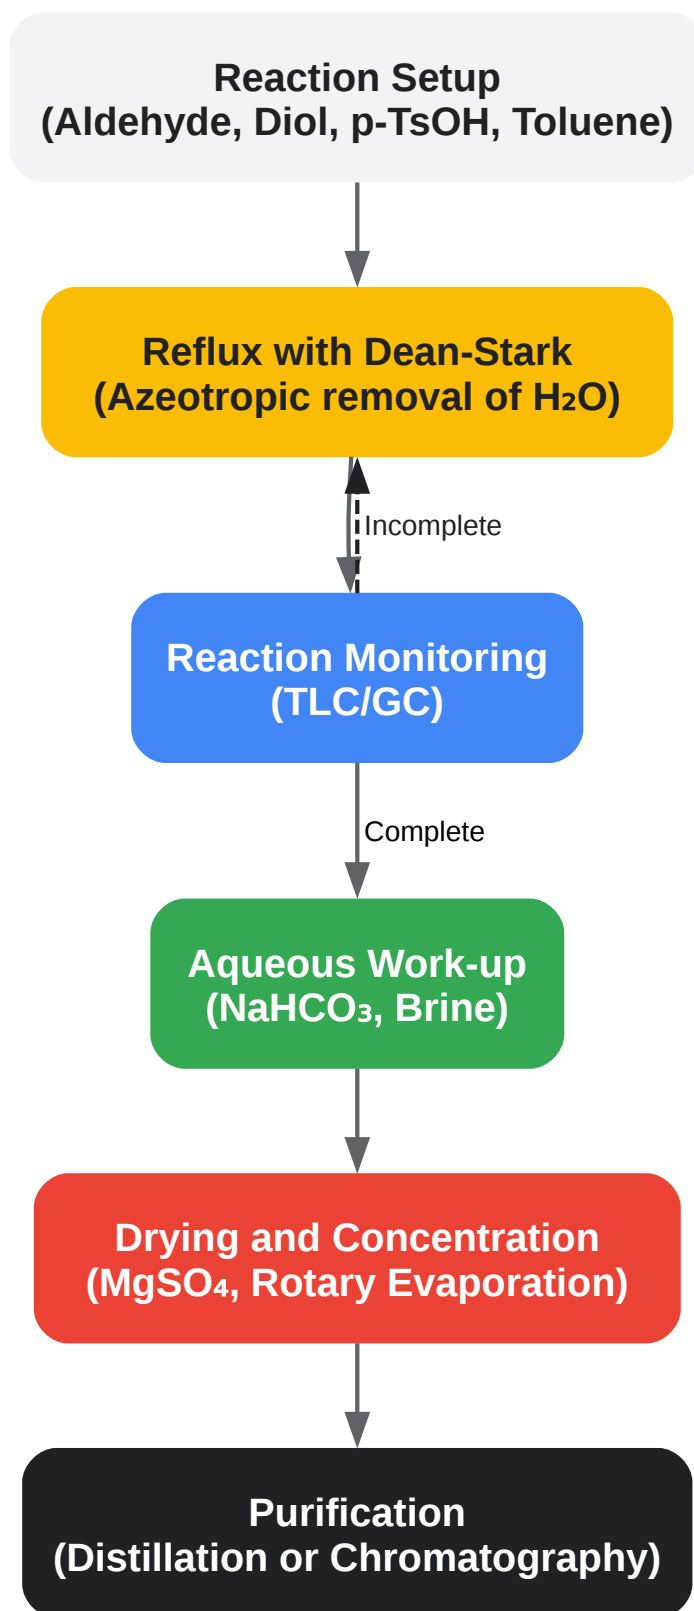 Reaction Setup
(Aldehyde, Diol, p-TsOH, Toluene)
Reflux with Dean-Stark
(Azeotropic removal of H₂O)
Incomplete
Reaction Monitoring
(TLC/GC)
Complete
Aqueous Work-up
(NaHCO₃, Brine)
Drying and Concentration
(MgSO₄, Rotary Evaporation)
Purification
(Distillation or Chromatography)